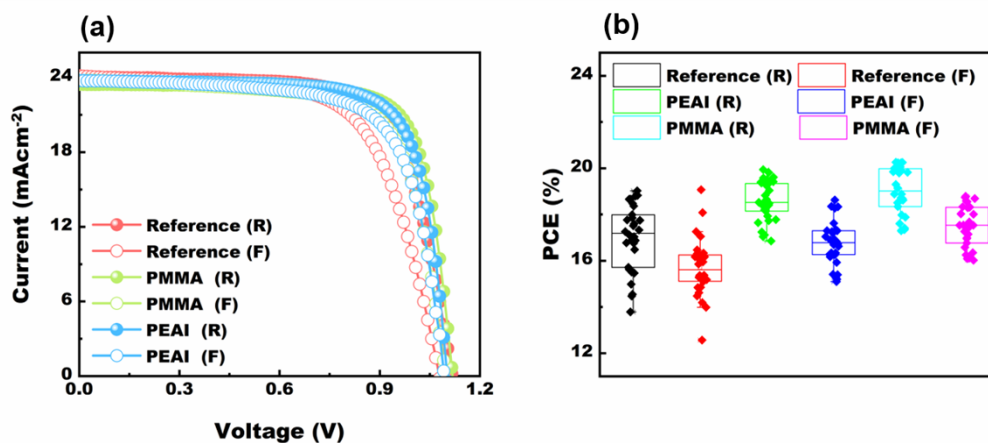 (a)
Current (mAcm-2)
24
18
12
6
0
Reference (R)
Reference (F)
PMMA (R)
PMMA (F)
PEAI (R)
PEAI (F)
0.0 0.3 0.6 0.9 1.2
Voltage (V)
(b)
PCE (%)
24
20
16
12
Reference (R) Reference (F)
PEAI (R) PEAI (F)
PMMA (R) PMMA (F)